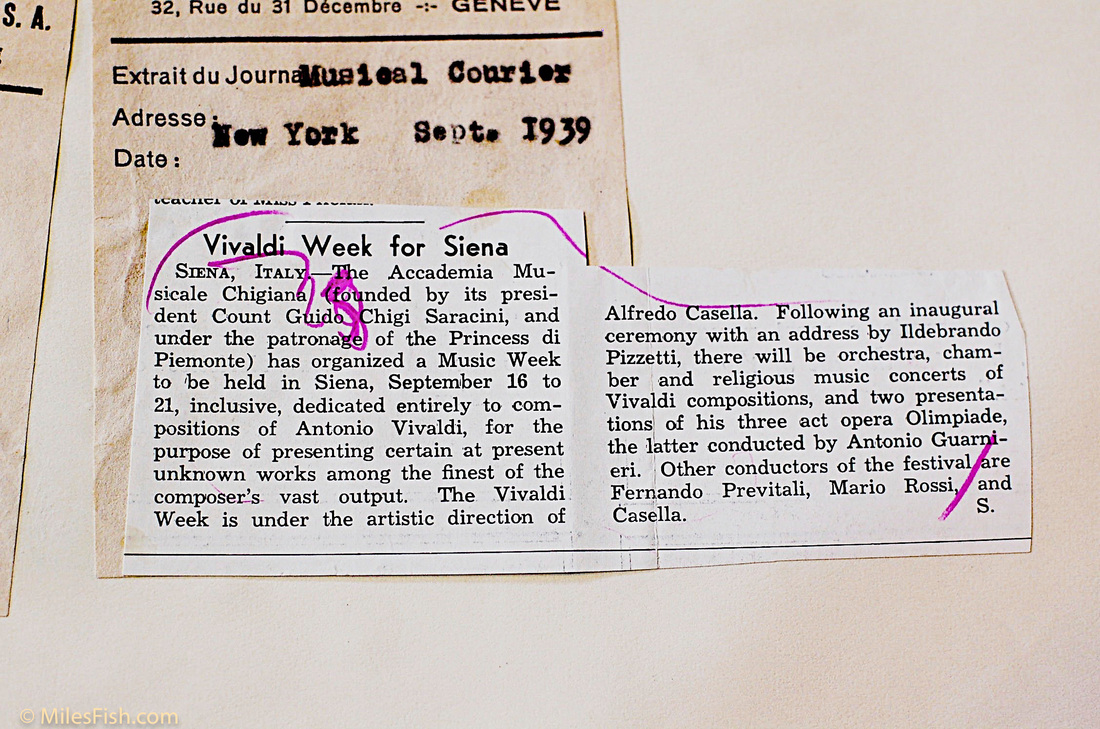 S. A.
32, Rue du 31 Décembre -:- GENÈVE
Extrait du Journal Musical Courier
Adresse:
New York Sept. 1939
Date:
teacher of Miss
Vivaldi Week for Siena
SIENA, ITALY.—The Accademia Mu-
sicale Chigiana (founded by its presi-
dent Count Guido Chigi Saracini, and
under the patronage of the Princess di
Piemonte) has organized a Music Week
to be held in Siena, September 16 to
21, inclusive, dedicated entirely to com-
positions of Antonio Vivaldi, for the
purpose of presenting certain at present
unknown works among the finest of the
composer's vast output. The Vivaldi
Week is under the artistic direction of
Alfredo Casella. Following an inaugural
ceremony with an address by Ildebrando
Pizzetti, there will be orchestra, cham-
ber and religious music concerts of
Vivaldi compositions, and two presenta-
tions of his three act opera Olimpiade,
the latter conducted by Antonio Guarni-
eri. Other conductors of the festival are
Fernando Previtali, Mario Rossi, and
Casella. S.
© MilesFish.com